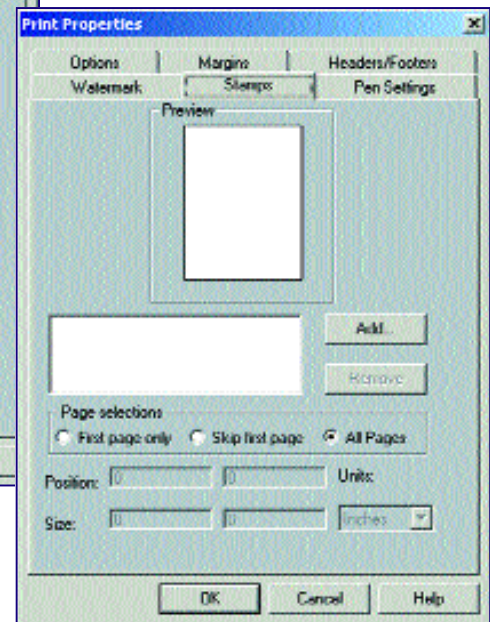 Print Properties
Options Margins Headers/Footers
Watermark Stamps Pen Settings
Preview
Add...
Remove
Page selections
First page only Skip first page All Pages
Position: 0 0 Units:
Size: 0 0 inches
OK Cancel Help